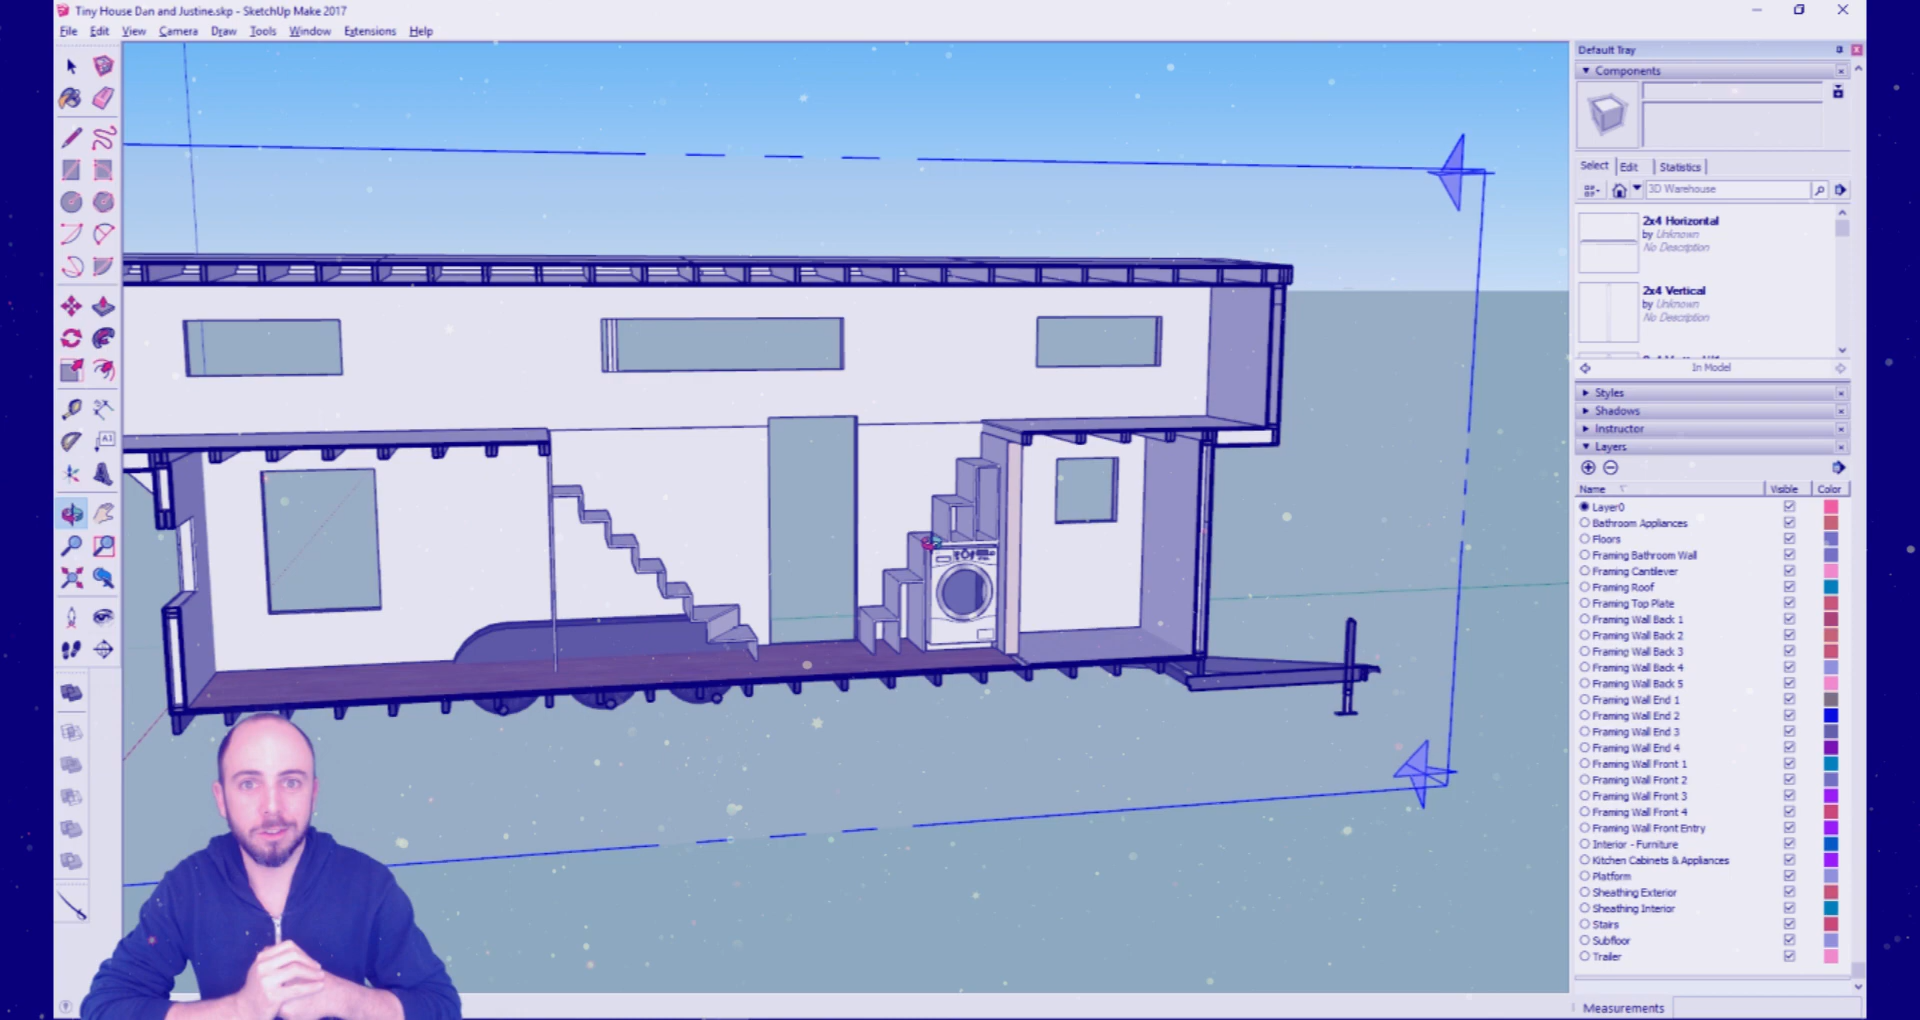 Tiny House Dan and Justine.skp - SketchUp Make 2017
File Edit View Camera Draw Tools Window Extensions Help
Default Tray
Components
Select Edit Statistics
3D Warehouse
2x4 Horizontal
by Unknown
No Description
2x4 Vertical
by Unknown
No Description
In Model
Styles
Shadows
Instructor
Layers
Name Visible Color
Layer0
Bathroom Appliances
Floors
Framing Bathroom Wall
Framing Cantilever
Framing Roof
Framing Top Plate
Framing Wall Back 1
Framing Wall Back 2
Framing Wall Back 3
Framing Wall Back 4
Framing Wall Back 5
Framing Wall End 1
Framing Wall End 2
Framing Wall End 3
Framing Wall End 4
Framing Wall Front 1
Framing Wall Front 2
Framing Wall Front 3
Framing Wall Front 4
Framing Wall Front Entry
Interior - Furniture
Kitchen Cabinets & Appliances
Platform
Sheathing Exterior
Sheathing Interior
Stairs
Subfloor
Trailer
Measurements